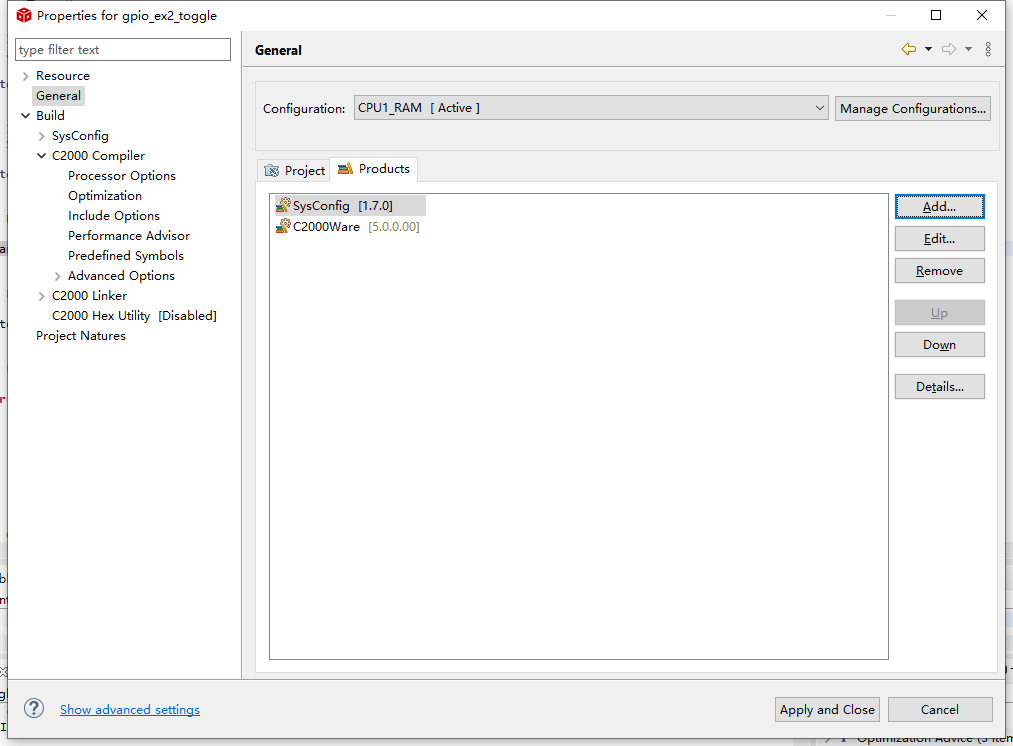 Properties for gpio_ex2_toggle
type filter text
Resource
General
Build
SysConfig
C2000 Compiler
Processor Options
Optimization
Include Options
Performance Advisor
Predefined Symbols
Advanced Options
C2000 Linker
C2000 Hex Utility [Disabled]
Project Natures
General
Configuration:
CPU1_RAM [ Active ]
Manage Configurations...
Project
Products
SysConfig [1.7.0]
C2000Ware [5.0.0.00]
Add...
Edit...
Remove
Up
Down
Details...
Show advanced settings
Apply and Close
Cancel